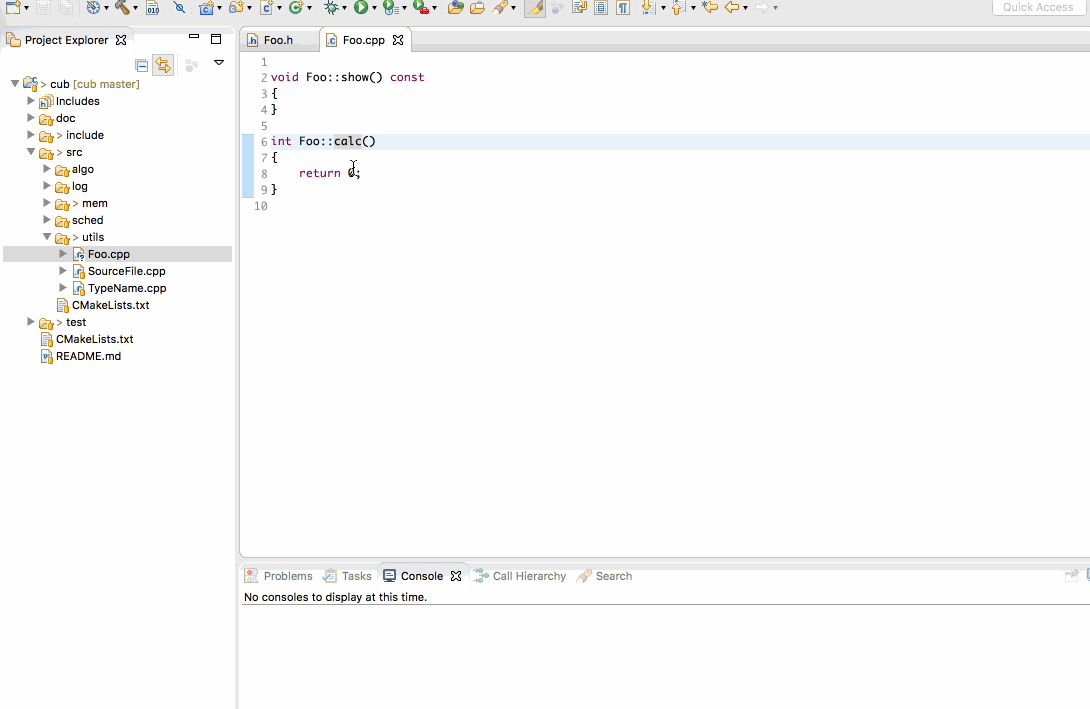 Quick Access
Project Explorer
Foo.h
Foo.cpp
> cub [cub master]
Includes
doc
> include
> src
algo
log
> mem
sched
> utils
Foo.cpp
SourceFile.cpp
TypeName.cpp
CMakeLists.txt
> test
CMakeLists.txt
README.md
1
2 void Foo::show() const
3 {
4 }
5
6 int Foo::calc()
7 {
8 return 0;
9 }
10
Problems Tasks Console Call Hierarchy Search
No consoles to display at this time.